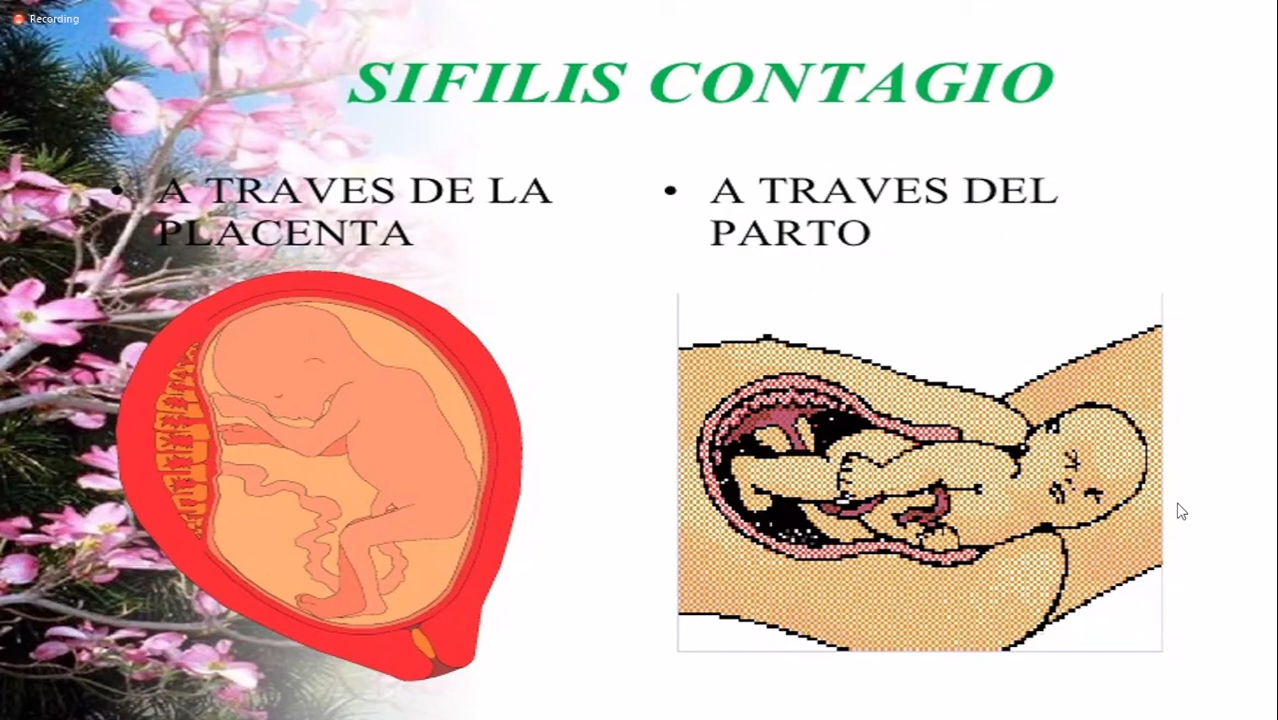 Recording
SIFILIS CONTAGIO
• A TRAVES DE LA
PLACENTA
• A TRAVES DEL
PARTO